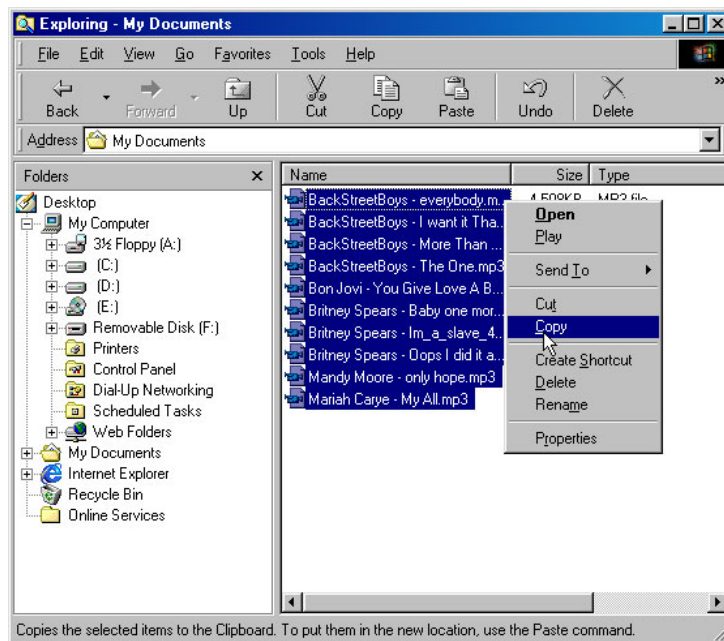 Exploring - My Documents
File Edit View Go Favorites Tools Help
Back Forward Up Cut Copy Paste Undo Delete »
Address My Documents
Folders
Name Size Type
Desktop
My Computer
3½ Floppy (A:)
(C:)
(D:)
(E:)
Removable Disk (F:)
Printers
Control Panel
Dial-Up Networking
Scheduled Tasks
Web Folders
My Documents
Internet Explorer
Recycle Bin
Online Services
BackStreetBoys - everybody.m... 4,508KB MP3 file
BackStreetBoys - I want it Tha...
BackStreetBoys - More Than ...
BackStreetBoys - The One.mp3
Bon Jovi - You Give Love A B...
Britney Spears - Baby one mor...
Britney Spears - Im_a_slave_4...
Britney Spears - Oops I did it a...
Mandy Moore - only hope.mp3
Mariah Carye - My All.mp3
Open
Play
Send To
Cut
Copy
Create Shortcut
Delete
Rename
Properties
Copies the selected items to the Clipboard. To put them in the new location, use the Paste command.